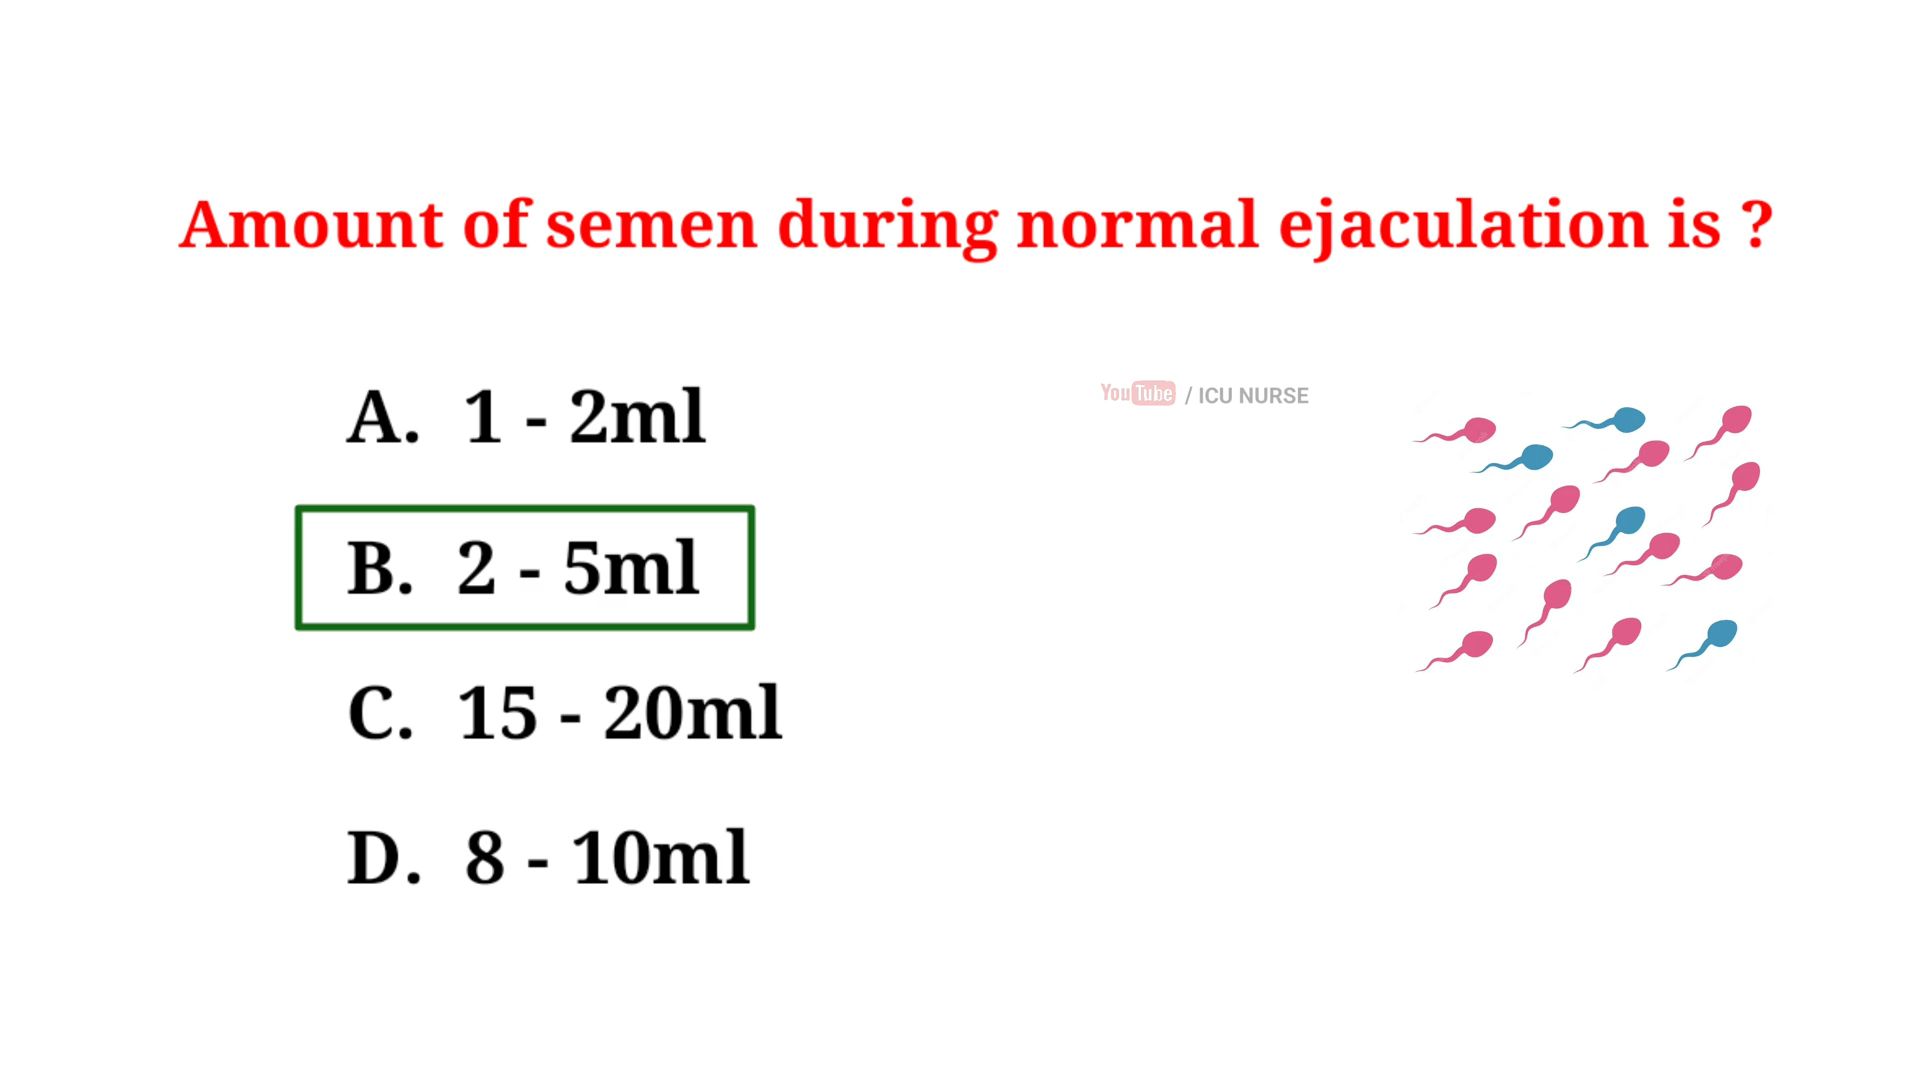 Amount of semen during normal ejaculation is ?
A. 1 - 2ml
YouTube / ICU NURSE
B. 2 - 5ml
C. 15 - 20ml
D. 8 - 10ml